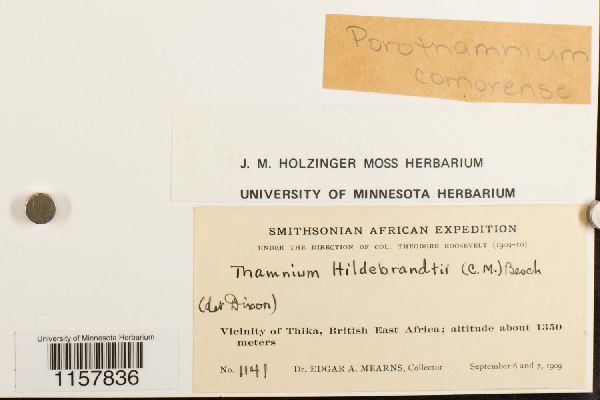 Porothamnium
comorense
J. M. HOLZINGER MOSS HERBARIUM
UNIVERSITY OF MINNESOTA HERBARIUM
SMITHSONIAN AFRICAN EXPEDITION
UNDER THE DIRECTION OF COL. THEODORE ROOSEVELT (1909-10)
Thamnium Hildebrandtii (C.M.) Besch
(det Dixon)
Vicinity of Thika, British East Africa; altitude about 1350
meters
No. 1141 Dr. EDGAR A. MEARNS, Collector September 6 and 7, 1909
University of Minnesota Herbarium
1157836